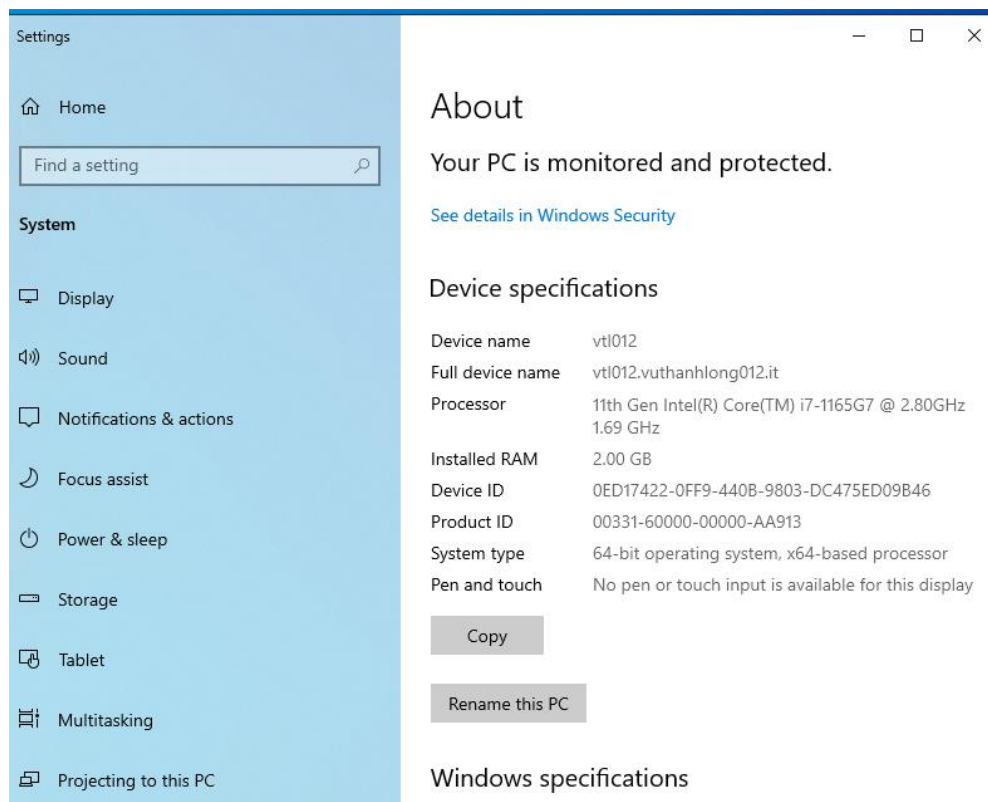 Settings
Home
Find a setting
System
Display
Sound
Notifications & actions
Focus assist
Power & sleep
Storage
Tablet
Multitasking
Projecting to this PC
About
Your PC is monitored and protected.
See details in Windows Security
Device specifications
Device name vtl012
Full device name vtl012.vuthanhlong012.it
Processor 11th Gen Intel(R) Core(TM) i7-1165G7 @ 2.80GHz
1.69 GHz
Installed RAM 2.00 GB
Device ID 0ED17422-0FF9-440B-9803-DC475ED09B46
Product ID 00331-60000-00000-AA913
System type 64-bit operating system, x64-based processor
Pen and touch No pen or touch input is available for this display
Copy
Rename this PC
Windows specifications